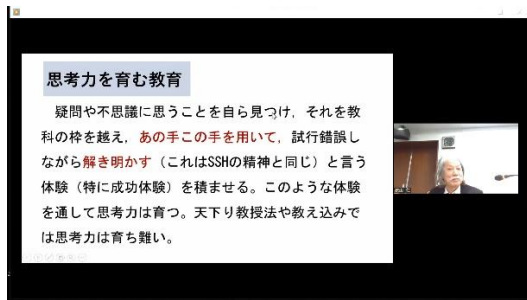 思考力を育む教育
疑問や不思議に思うことを自ら見つけ，それを教
科の枠を越え，あの手この手を用いて，試行錯誤し
ながら解き明かす（これはSSHの精神と同じ）と言う
体験（特に成功体験）を積ませる。このような体験
を通して思考力は育つ。天下り教授法や教え込みで
は思考力は育ち難い。